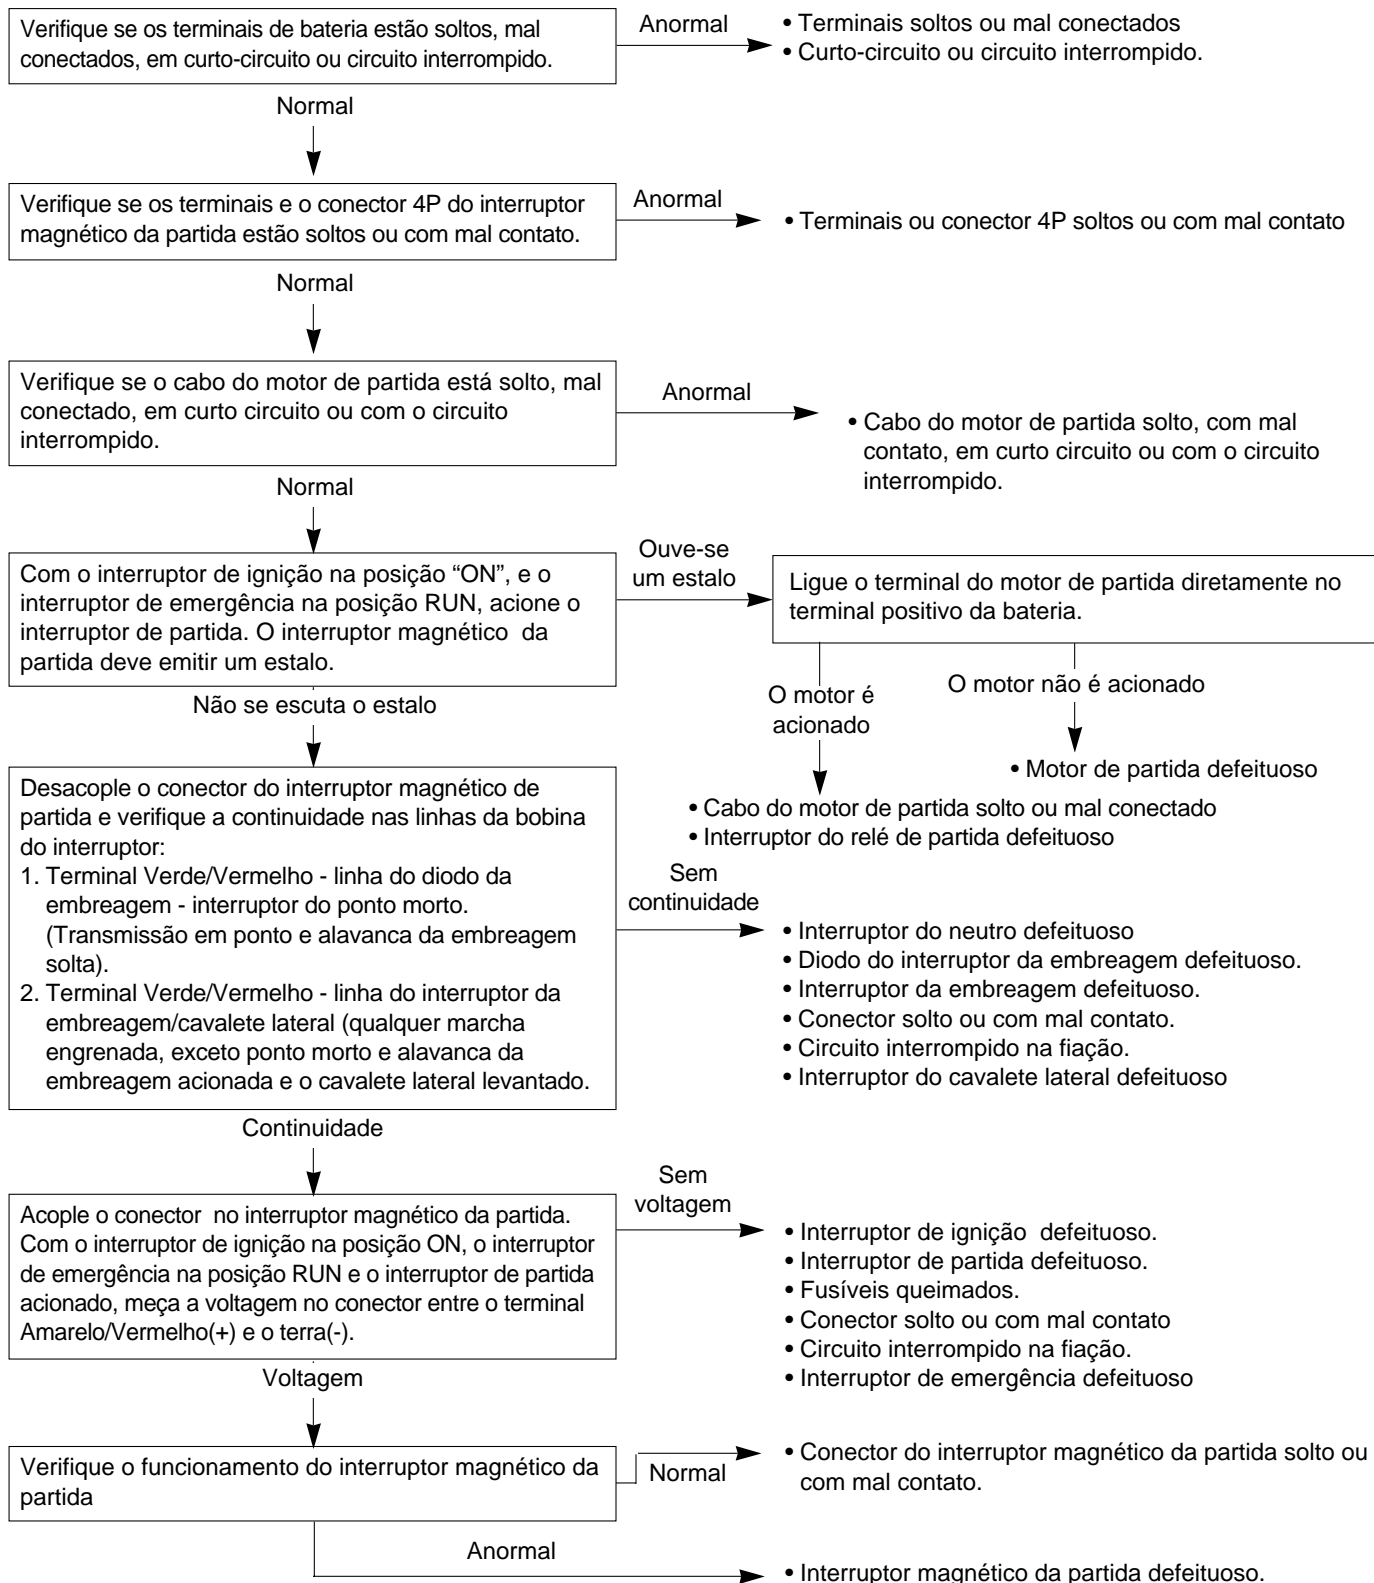 Verifique se os terminais de bateria estão soltos, mal
conectados, em curto-circuito ou circuito interrompido.
Anormal
• Terminais soltos ou mal conectados
• Curto-circuito ou circuito interrompido.
Normal
Verifique se os terminais e o conector 4P do interruptor
magnético da partida estão soltos ou com mal contato.
Anormal
• Terminais ou conector 4P soltos ou com mal contato
Normal
Verifique se o cabo do motor de partida está solto, mal
conectado, em curto circuito ou com o circuito
interrompido.
Anormal
• Cabo do motor de partida solto, com mal
contato, em curto circuito ou com o circuito
interrompido.
Normal
Com o interruptor de ignição na posição “ON”, e o
interruptor de emergência na posição RUN, acione o
interruptor de partida. O interruptor magnético da
partida deve emitir um estalo.
Ouve-se
um estalo
Ligue o terminal do motor de partida diretamente no
terminal positivo da bateria.
O motor é
acionado
O motor não é acionado
• Motor de partida defeituoso
• Cabo do motor de partida solto ou mal conectado
• Interruptor do relé de partida defeituoso
Não se escuta o estalo
Desacople o conector do interruptor magnético de
partida e verifique a continuidade nas linhas da bobina
do interruptor:
1. Terminal Verde/Vermelho - linha do diodo da
embreagem - interruptor do ponto morto.
(Transmissão em ponto e alavanca da embreagem
solta).
2. Terminal Verde/Vermelho - linha do interruptor da
embreagem/cavalete lateral (qualquer marcha
engrenada, exceto ponto morto e alavanca da
embreagem acionada e o cavalete lateral levantado.
Sem
continuidade
• Interruptor do neutro defeituoso
• Diodo do interruptor da embreagem defeituoso.
• Interruptor da embreagem defeituoso.
• Conector solto ou com mal contato.
• Circuito interrompido na fiação.
• Interruptor do cavalete lateral defeituoso
Continuidade
Acople o conector no interruptor magnético da partida.
Com o interruptor de ignição na posição ON, o interruptor
de emergência na posição RUN e o interruptor de partida
acionado, meça a voltagem no conector entre o terminal
Amarelo/Vermelho(+) e o terra(-).
Sem
voltagem
• Interruptor de ignição defeituoso.
• Interruptor de partida defeituoso.
• Fusíveis queimados.
• Conector solto ou com mal contato
• Circuito interrompido na fiação.
• Interruptor de emergência defeituoso
Voltagem
Verifique o funcionamento do interruptor magnético da
partida
Normal
• Conector do interruptor magnético da partida solto ou
com mal contato.
Anormal
• Interruptor magnético da partida defeituoso.